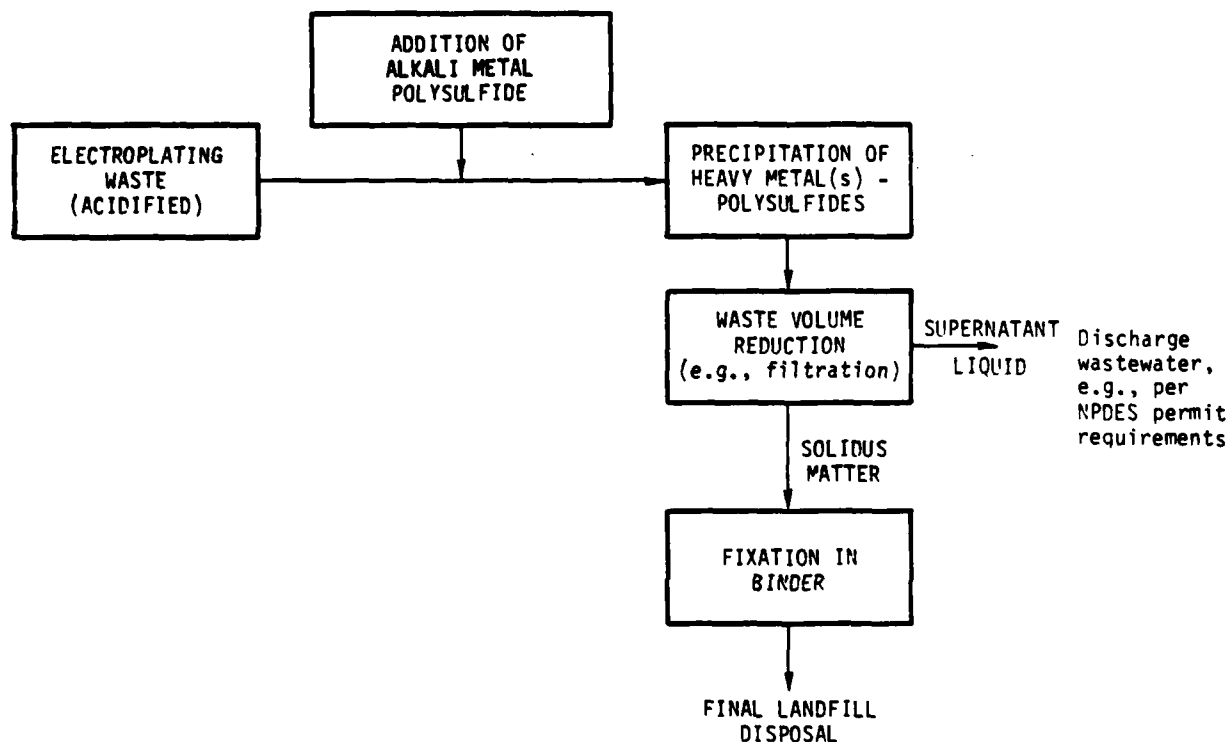 ADDITION OF
ALKALI METAL
POLYSULFIDE
ELECTROPLATING
WASTE
(ACIDIFIED)
PRECIPITATION OF
HEAVY METAL(s) -
POLYSULFIDES
WASTE VOLUME
REDUCTION
(e.g., filtration)
SUPERNATANT
LIQUID
Discharge
wastewater,
e.g., per
NPDES permit
requirements
SOLIDUS
MATTER
FIXATION IN
BINDER
FINAL LANDFILL
DISPOSAL